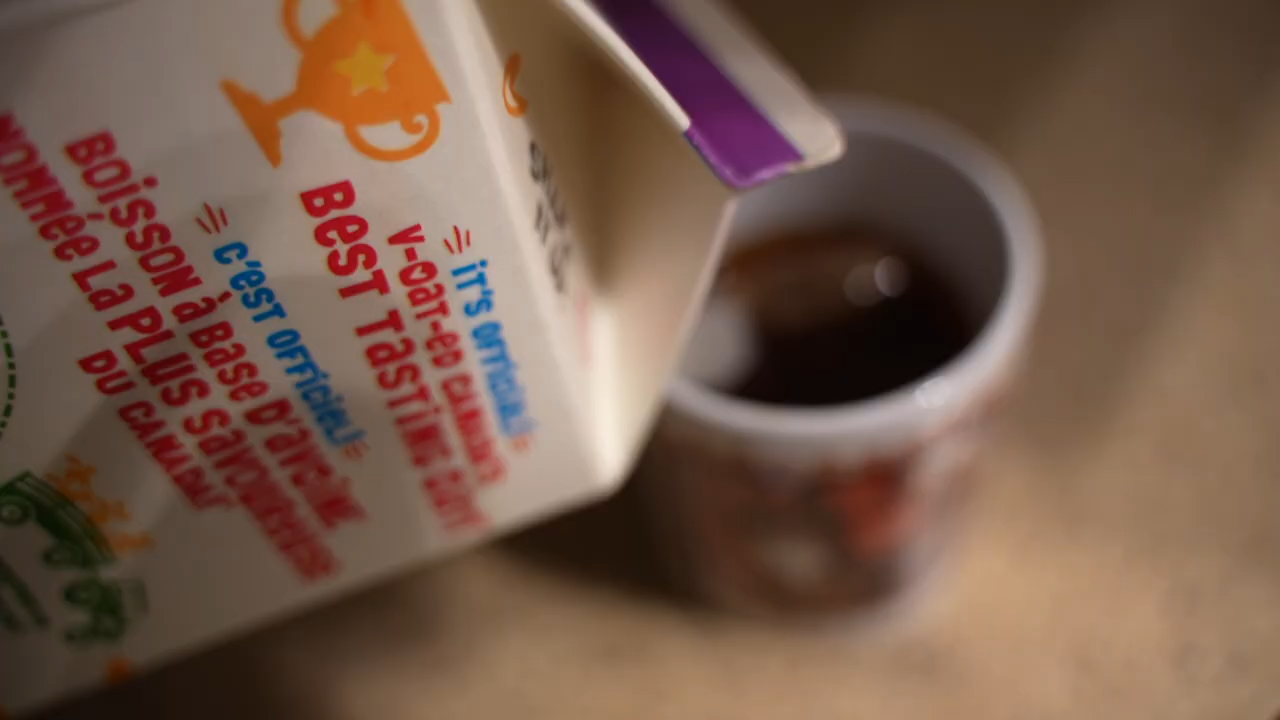 IT'S OFFICIAL!
V-OAT-ED CANADA'S
BEST TASTING OAT
C'EST OFFICIEL!
BOISSON à BASE D'AVOINE
NOMMÉE LA PLUS SAVOUREUSE
DU CANADA